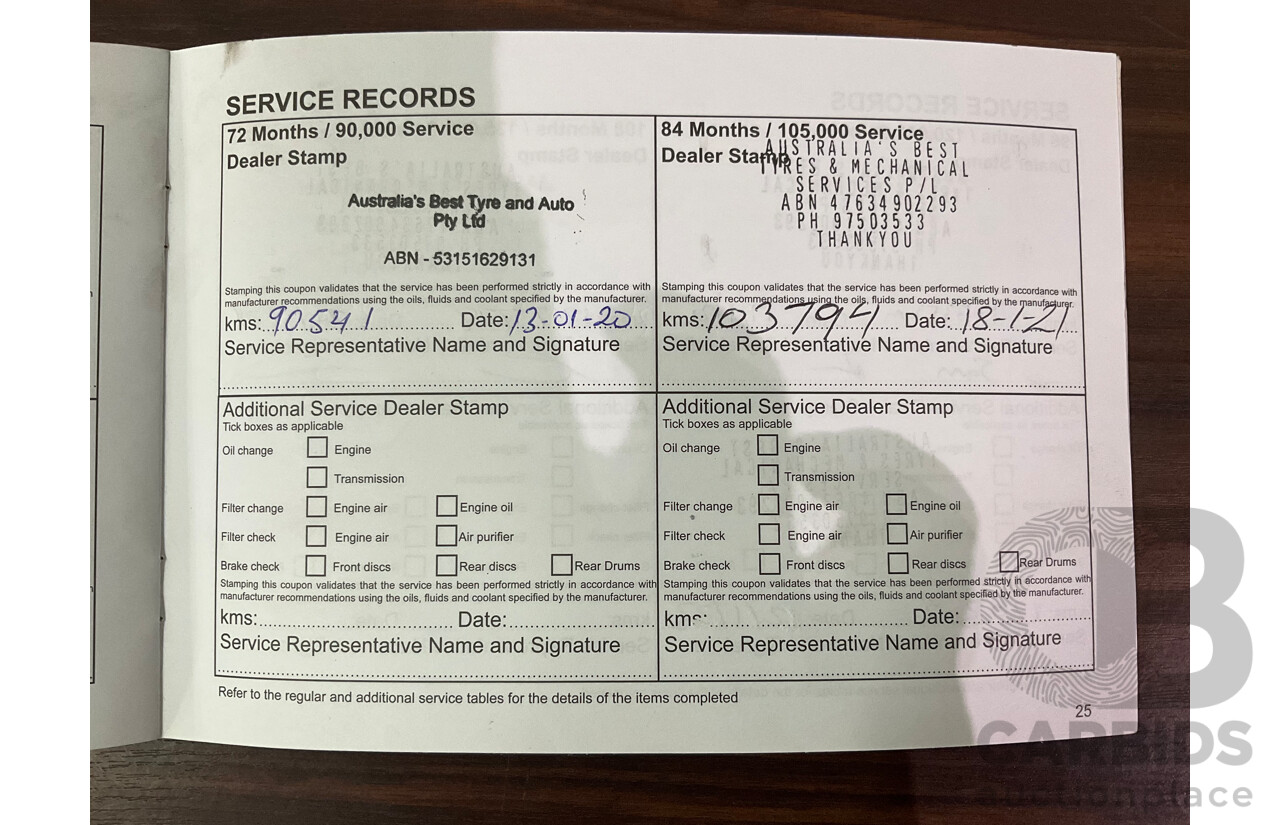 SERVICE RECORDS
72 Months / 90,000 Service
Dealer Stamp
Australia's Best Tyre and Auto
Pty Ltd
ABN - 53151629131
Stamping this coupon validates that the service has been performed strictly in accordance with
manufacturer recommendations using the oils, fluids and coolant specified by the manufacturer.
kms: 90541 Date: 13-01-20
Service Representative Name and Signature
84 Months / 105,000 Service
Dealer Stamp
AUSTRALIA'S BEST
TYRES & MECHANICAL
SERVICES P/L
ABN 47634902293
PH 97503533
THANKYOU
Stamping this coupon validates that the service has been performed strictly in accordance with
manufacturer recommendations using the oils, fluids and coolant specified by the manufacturer.
kms: 103794 Date: 18-1-21
Service Representative Name and Signature
Additional Service Dealer Stamp
Tick boxes as applicable
Oil change Engine
Transmission
Filter change Engine air Engine oil
Filter check Engine air Air purifier
Brake check Front discs Rear discs Rear Drums
Stamping this coupon validates that the service has been performed strictly in accordance with
manufacturer recommendations using the oils, fluids and coolant specified by the manufacturer.
kms: Date:
Service Representative Name and Signature
Additional Service Dealer Stamp
Tick boxes as applicable
Oil change Engine
Transmission
Filter change Engine air Engine oil
Filter check Engine air Air purifier
Brake check Front discs Rear discs Rear Drums
Stamping this coupon validates that the service has been performed strictly in accordance with
manufacturer recommendations using the oils, fluids and coolant specified by the manufacturer.
kms: Date:
Service Representative Name and Signature
Refer to the regular and additional service tables for the details of the items completed
25
CARBIDS
auctionplace